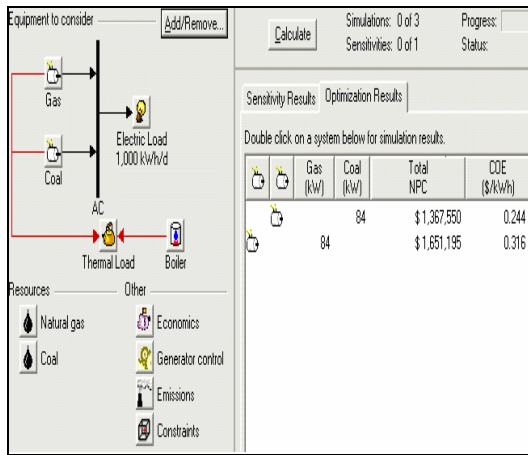 Equipment to consider
Add/Remove...
Gas
Coal
Electric Load
1,000 kWh/d
AC
Thermal Load
Boiler
Resources
Other
Natural gas
Economics
Coal
Generator control
Emissions
Constraints
Calculate
Simulations: 0 of 3
Progress:
Sensitivities: 0 of 1
Status:
Sensitivity Results
Optimization Results
Double click on a system below for simulation results.
Gas (kW) Coal (kW) Total NPC COE ($/kWh)
84 $ 1,367,550 0.244
84 $ 1,651,195 0.316